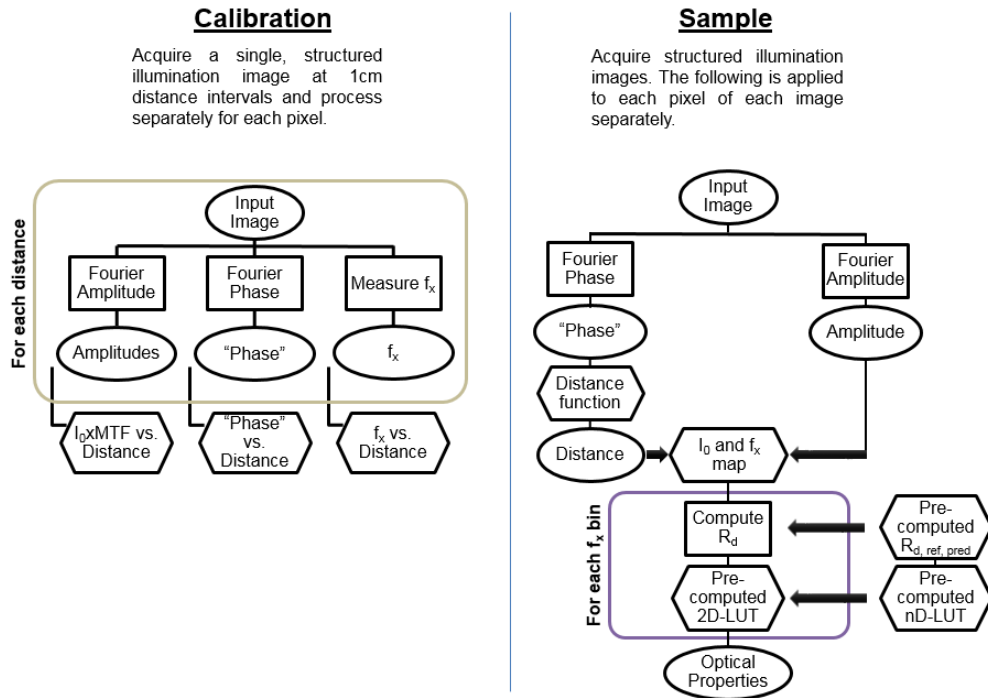 Calibration
Acquire a single, structured
illumination image at 1cm
distance intervals and process
separately for each pixel.
For each distance
Input
Image
Fourier
Amplitude
Fourier
Phase
Measure fₓ
Amplitudes
“Phase”
fₓ
I₀xMTF vs.
Distance
“Phase”
vs.
Distance
fₓ vs.
Distance
Sample
Acquire structured illumination
images. The following is applied
to each pixel of each image
separately.
Input
Image
Fourier
Phase
Fourier
Amplitude
“Phase”
Amplitude
Distance
function
Distance
I₀ and fₓ
map
For each fₓ bin
Compute
R_d
Pre-
computed
R_d, ref, pred
Pre-
computed
2D-LUT
Pre-
computed
nD-LUT
Optical
Properties